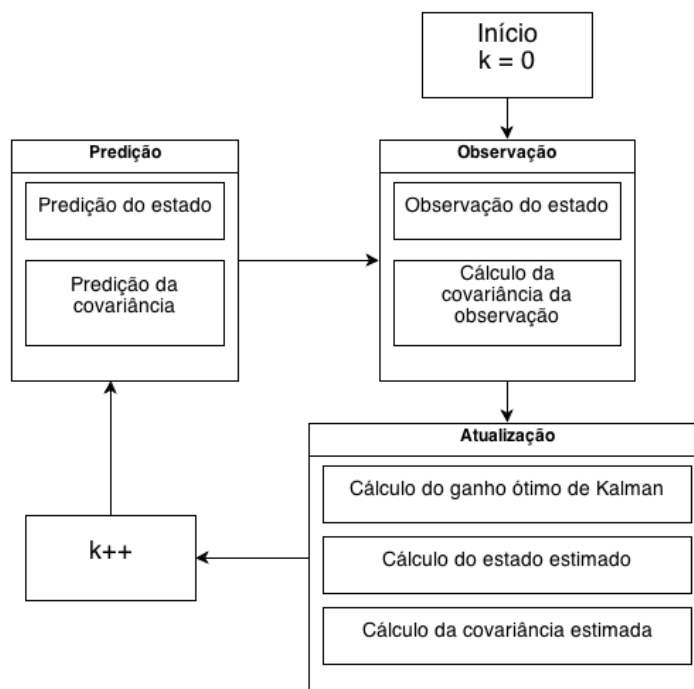 Início
k = 0
Predição
Predição do estado
Predição da
covariância
Observação
Observação do estado
Cálculo da
covariância da
observação
Atualização
Cálculo do ganho ótimo de Kalman
Cálculo do estado estimado
Cálculo da covariância estimada
k++